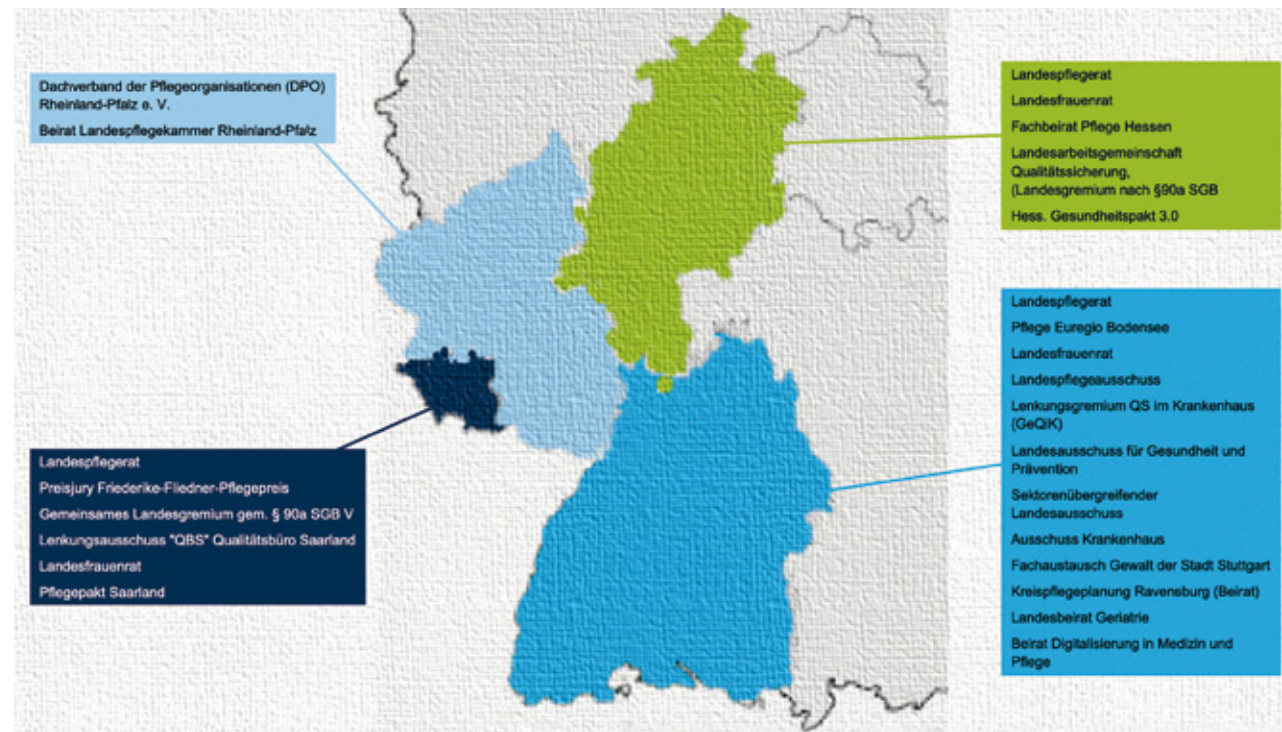 Dachverband der Pflegeorganisationen (DPO)
Rheinland-Pfalz e. V.
Beirat Landespflegekammer Rheinland-Pfalz
Landespflegerat
Preisjury Friederike-Fliedner-Pflegepreis
Gemeinsames Landesgremium gem. § 90a SGB V
Lenkungsausschuss "QBS" Qualitätsbüro Saarland
Landesfrauenrat
Pflegepakt Saarland
Landespflegerat
Landesfrauenrat
Fachbeirat Pflege Hessen
Landesarbeitsgemeinschaft
Qualitätssicherung,
(Landesgremium nach §90a SGB
Hess. Gesundheitspakt 3.0
Landespflegerat
Pflege Euregio Bodensee
Landesfrauenrat
Landespflegeausschuss
Lenkungsgremium QS im Krankenhaus
(GeQiK)
Landesausschuss für Gesundheit und
Prävention
Sektorenübergreifender
Landesausschuss
Ausschuss Krankenhaus
Fachaustausch Gewalt der Stadt Stuttgart
Kreispflegeplanung Ravensburg (Beirat)
Landesbeirat Geriatrie
Beirat Digitalisierung in Medizin und
Pflege